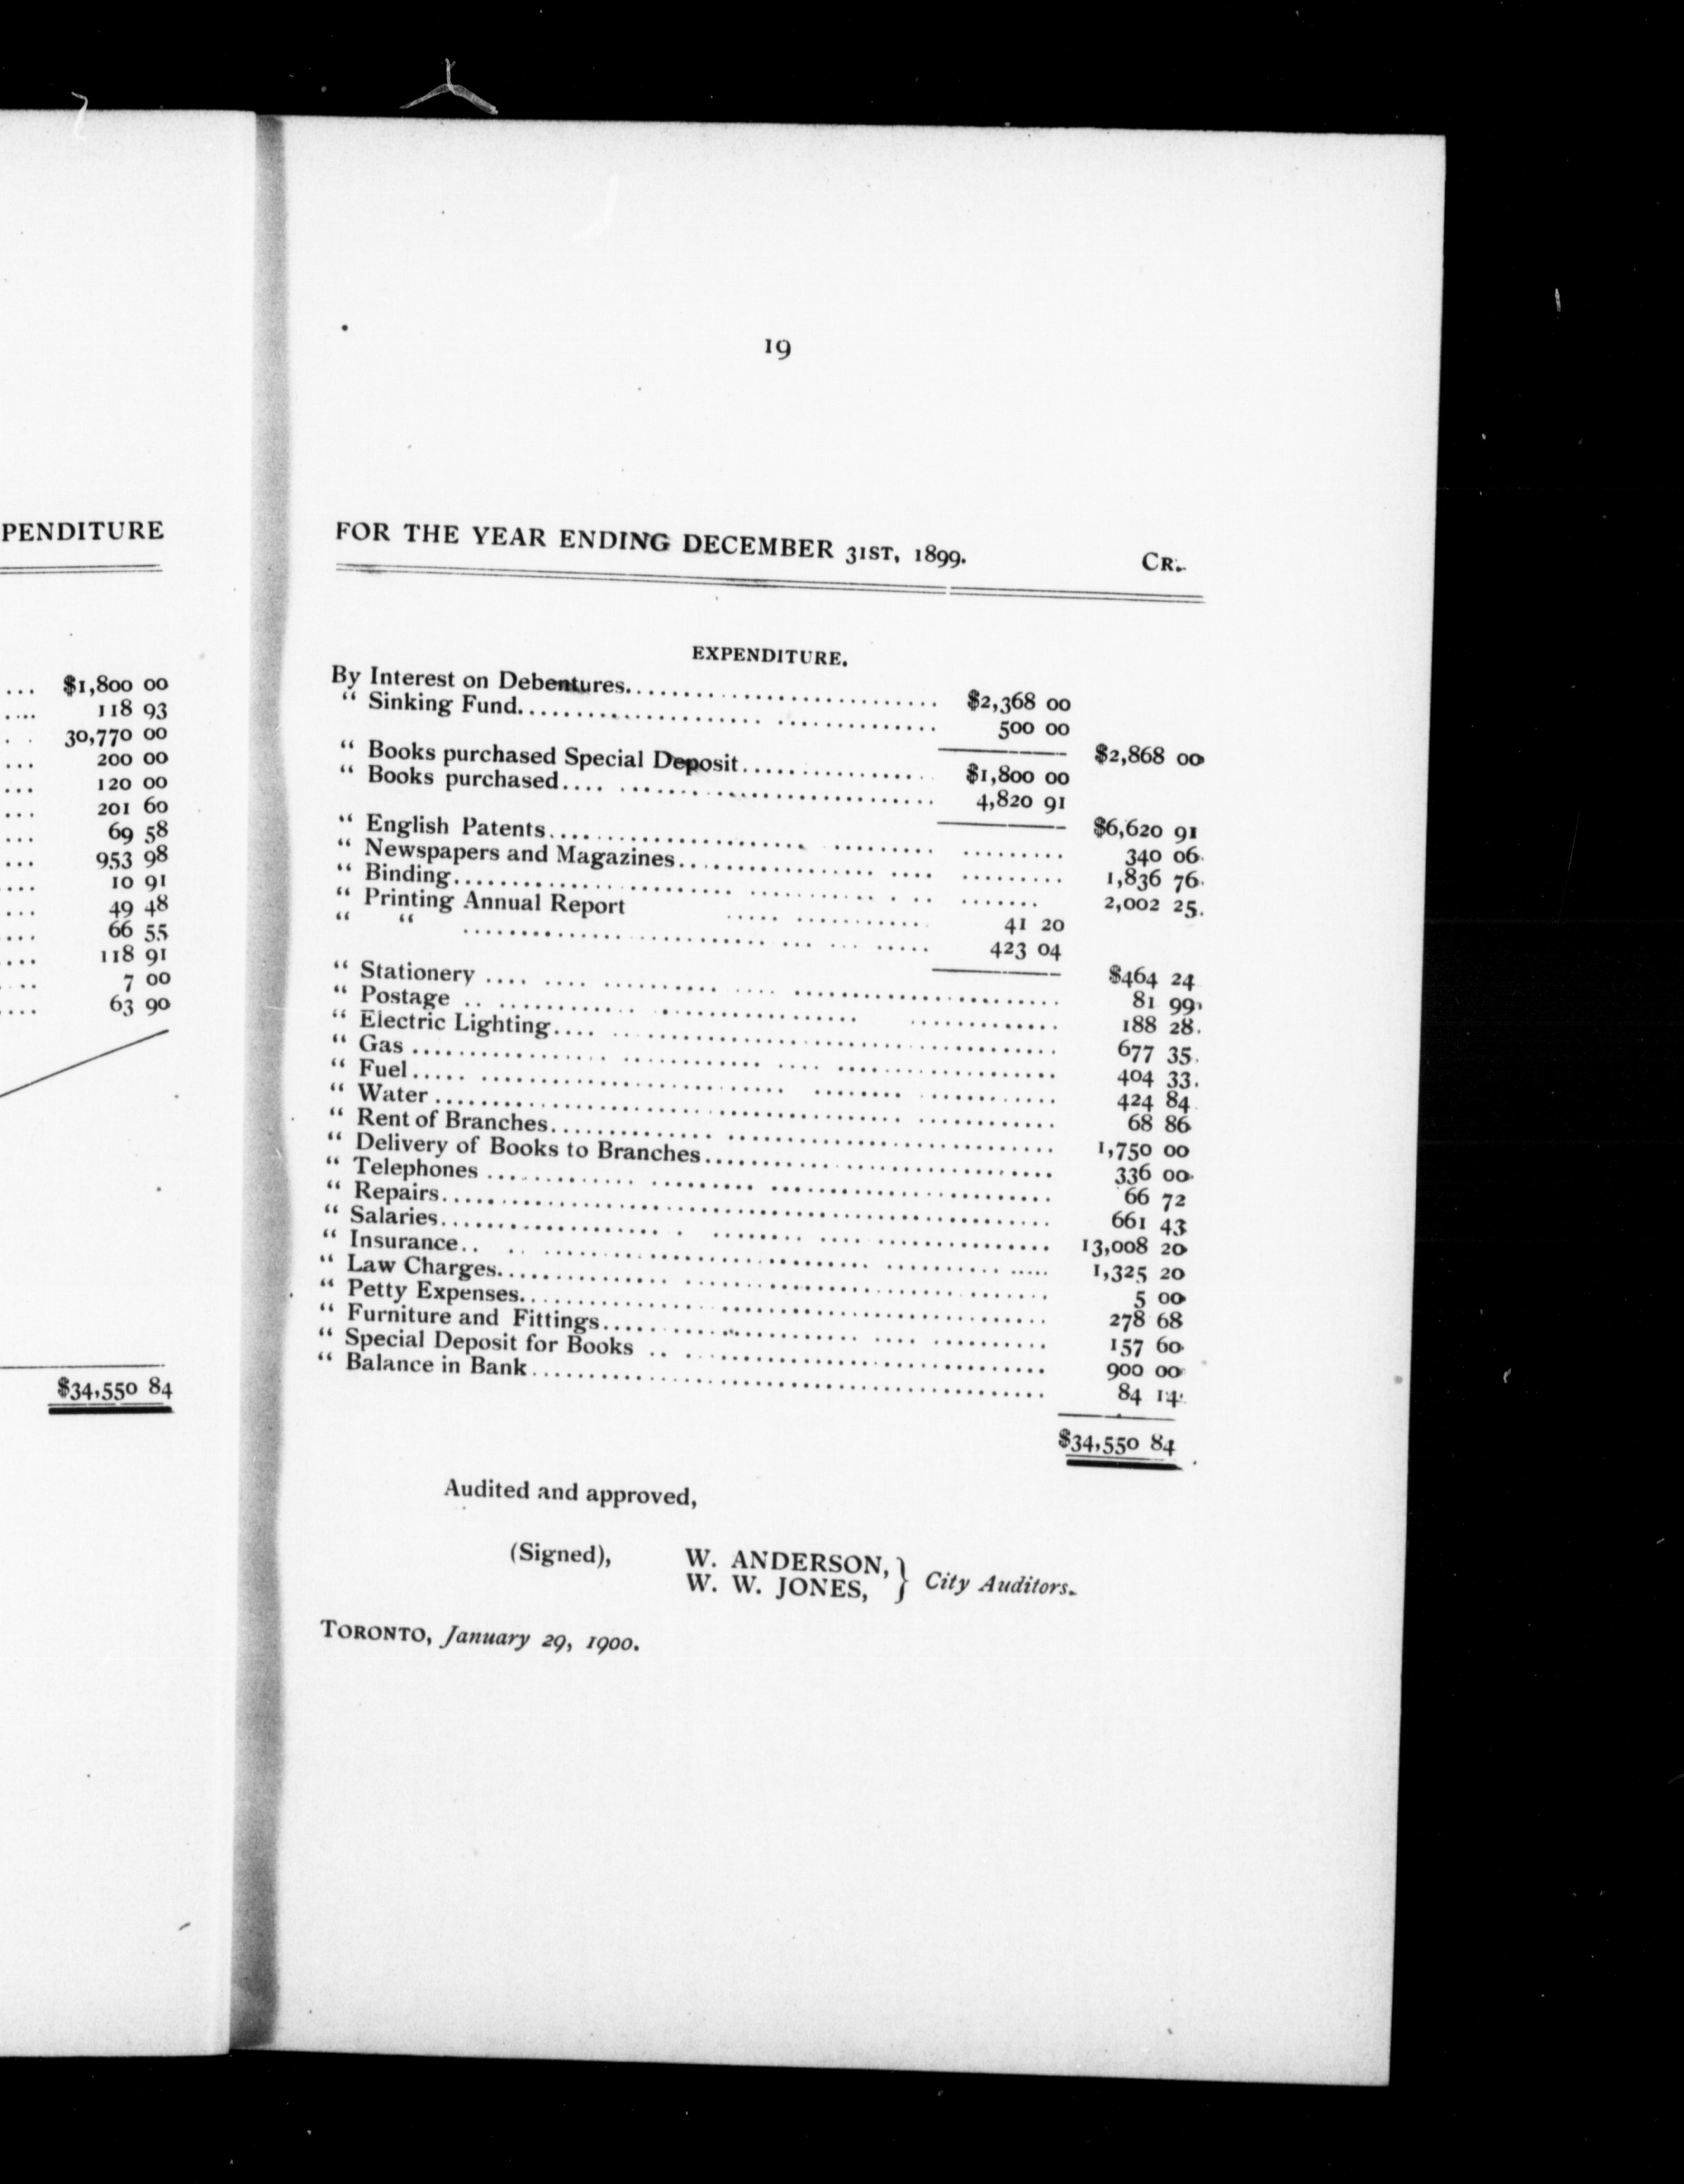 PENDITURE
... $1,800 00
.... 118 93
. . 30,770 00
... 200 00
... 120 00
... 201 60
... 69 58
... 953 98
.... 10 91
... 49 48
.... 66 55
.... 118 91
. .. 7 00
.... 63 90
$34,550 84
19
FOR THE YEAR ENDING DECEMBER 31ST, 1899. CR.
EXPENDITURE.
By Interest on Debentures.............................. $2,368 00
“ Sinking Fund........................................ 500 00
$2,868 00
“ Books purchased Special Deposit.................. $1,800 00
“ Books purchased.................................... 4,820 91
$6,620 91
“ English Patents.................................... 340 06
“ Newspapers and Magazines........................ 1,836 76
“ Binding............................................ 2,002 25
“ Printing Annual Report ..... ............. 41 20
“ “ .................................... 423 04
$464 24
“ Stationery ........................................ 81 99
“ Postage ........................................... 188 28
“ Electric Lighting.................................. 677 35
“ Gas ............................................... 404 33
“ Fuel............................................... 424 84
“ Water ............................................. 68 86
“ Rent of Branches.................................. 1,750 00
“ Delivery of Books to Branches..................... 336 00
“ Telephones ........................................ 66 72
“ Repairs............................................ 661 43
“ Salaries........................................... 13,008 20
“ Insurance.......................................... 1,325 20
“ Law Charges....................................... 5 00
“ Petty Expenses.................................... 278 68
“ Furniture and Fittings............................ 157 60
“ Special Deposit for Books ........................ 900 00
“ Balance in Bank................................... 84 14
$34,550 84
Audited and approved,
(Signed), W. ANDERSON, } City Auditors.
W. W. JONES,
TORONTO, January 29, 1900.